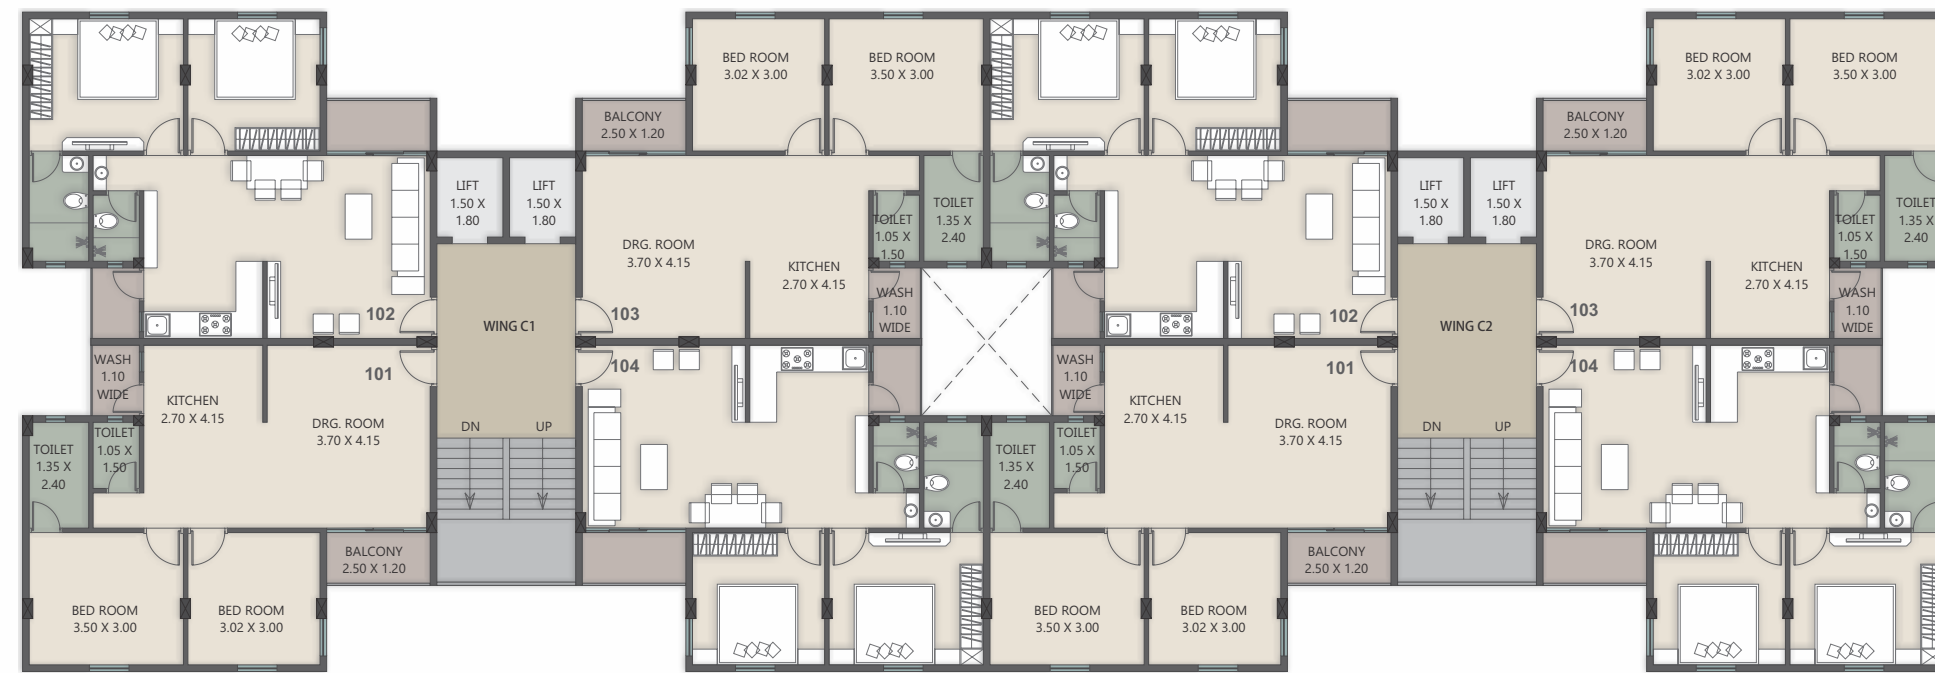 BED ROOM
3.02 X 3.00
BED ROOM
3.50 X 3.00
BED ROOM
3.02 X 3.00
BED ROOM
3.50 X 3.00
BALCONY
2.50 X 1.20
BALCONY
2.50 X 1.20
LIFT
1.50 X
1.80
LIFT
1.50 X
1.80
DRG. ROOM
3.70 X 4.15
KITCHEN
2.70 X 4.15
TOILET
1.05 X
1.50
TOILET
1.35 X
2.40
WASH
1.10
WIDE
LIFT
1.50 X
1.80
LIFT
1.50 X
1.80
DRG. ROOM
3.70 X 4.15
KITCHEN
2.70 X 4.15
TOILET
1.05 X
1.50
TOILET
1.35 X
2.40
WASH
1.10
WIDE
102
WING C1
103
102
WING C2
103
101
104
101
104
WASH
1.10
WIDE
KITCHEN
2.70 X 4.15
DRG. ROOM
3.70 X 4.15
TOILET
1.35 X
2.40
TOILET
1.05 X
1.50
DN
UP
WASH
1.10
WIDE
KITCHEN
2.70 X 4.15
DRG. ROOM
3.70 X 4.15
TOILET
1.35 X
2.40
TOILET
1.05 X
1.50
DN
UP
BALCONY
2.50 X 1.20
BALCONY
2.50 X 1.20
BED ROOM
3.50 X 3.00
BED ROOM
3.02 X 3.00
BED ROOM
3.50 X 3.00
BED ROOM
3.02 X 3.00